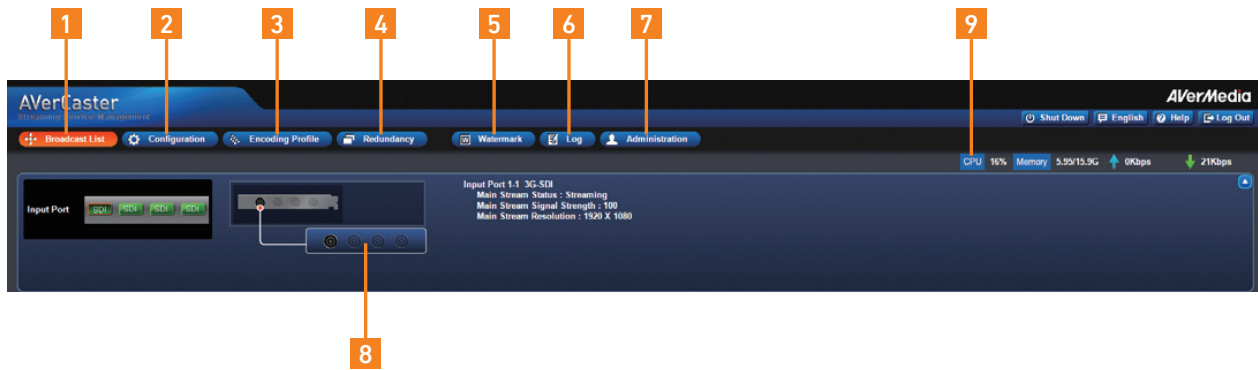 1 2 3 4 5 6 7 9
AVerCaster
Streaming Service Management
AVerMedia
Shut Down English Help Log Out
Broadcast List Configuration Encoding Profile Redundancy W Watermark Log Administration
CPU 16% Memory 5.95/15.9G 0Kbps 21Kbps
Input Port SDI SDI SDI SDI
Input Port 1-1 3G-SDI
Main Stream Status : Streaming
Main Stream Signal Strength : 100
Main Stream Resolution : 1920 X 1080
8